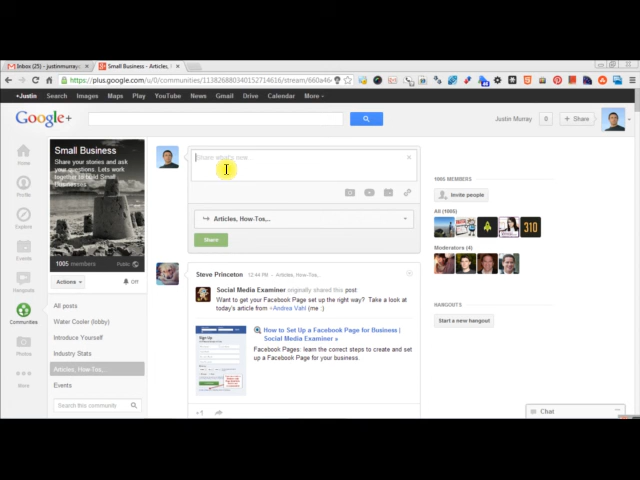 Inbox (25) - justinmurray
Small Business - Articles, H
https://plus.google.com/u/0/communities/113826880340152714616/stream/660a46
+Justin Search Images Maps Play YouTube News Gmail Drive Calendar More
Google+
Justin Murray 0 + Share
Home
Profile
Explore
Events
Hangouts
Communities
Photos
More
Small Business
Share your stories and ask your questions. Lets work together to build Small Businesses
1005 members Public
Actions Off
All posts
Water Cooler (lobby)
Introduce Yourself
Industry Stats
Articles, How-Tos,...
Events
Search this community
Share what's new...
Articles, How-Tos,...
Share
Steve Princeton 12:44 PM - Articles, How-Tos,
Social Media Examiner originally shared this post
Want to get your Facebook Page set up the right way? Take a look at
today's article from +Andrea Vahl (me :)
How to Set Up a Facebook Page for Business |
Social Media Examiner »
Facebook Pages: learn the correct steps to create and set
up a Facebook Page for your business.
Sign Up
+1
1005 MEMBERS
Invite people
All (1005)
310
Moderators (4)
HANGOUTS
Start a new hangout
Chat